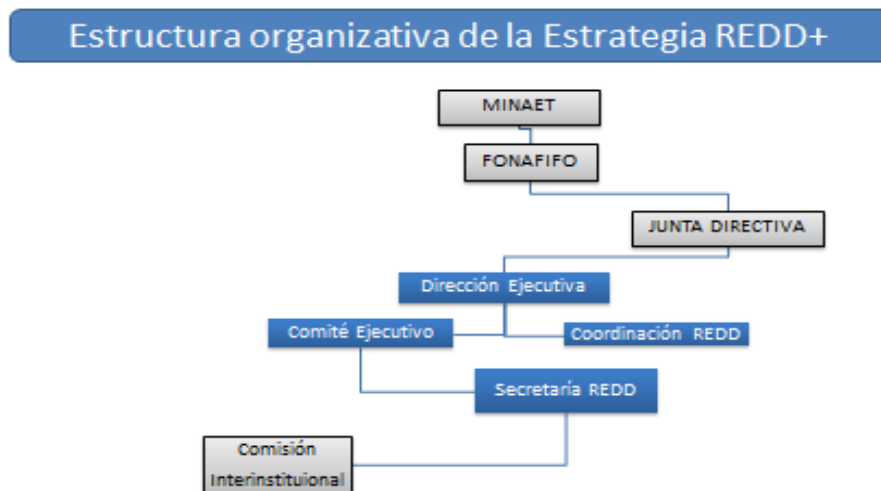 Estructura organizativa de la Estrategia REDD+
MINAET
FONAFIFO
JUNTA DIRECTIVA
Dirección Ejecutiva
Comité Ejecutivo
Coordinación REDD
Secretaría REDD
Comisión
Interinstituional